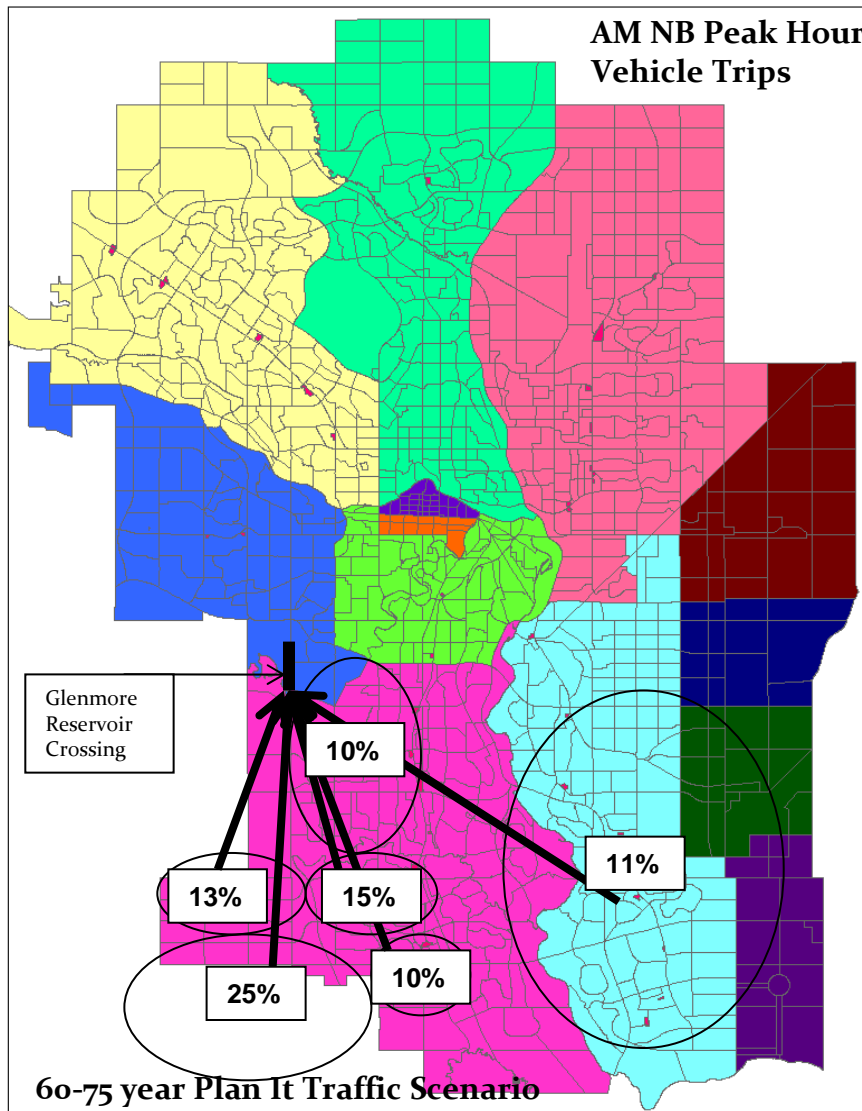 AM NB Peak Hour
Vehicle Trips
Glenmore
Reservoir
Crossing
10%
11%
13%
15%
10%
25%
60-75 year Plan It Traffic Scenario